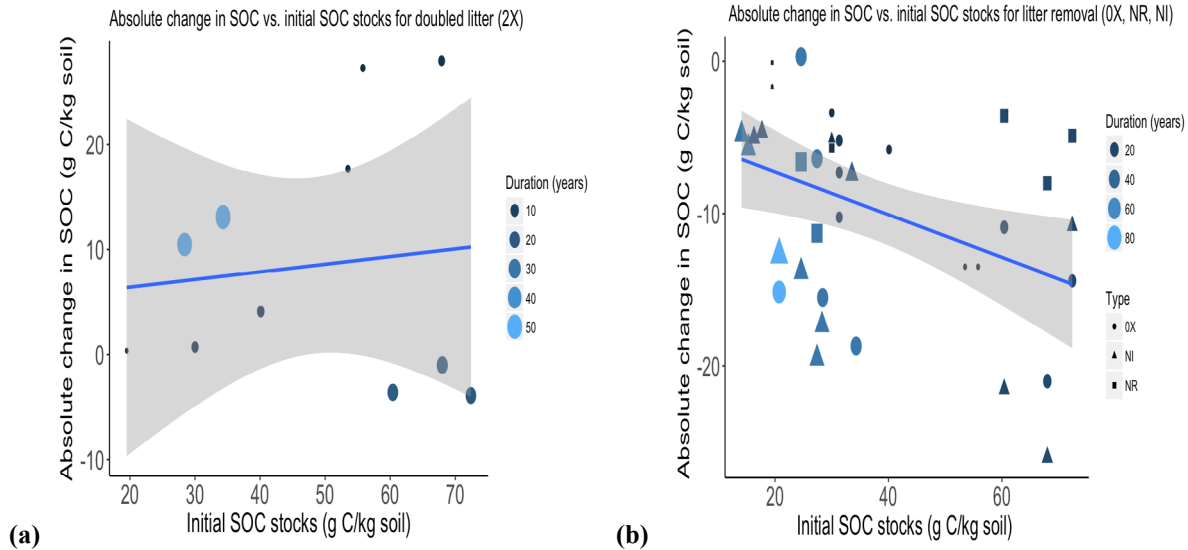 Absolute change in SOC vs. initial SOC stocks for doubled litter (2X)
Absolute change in SOC (g C/kg soil)
20
10
0
-10
20 30 40 50 60 70
Initial SOC stocks (g C/kg soil)
Duration (years)
10
20
30
40
50
(a)
Absolute change in SOC vs. initial SOC stocks for litter removal (0X, NR, NI)
Absolute change in SOC (g C/kg soil)
0
-10
-20
20 40 60
Initial SOC stocks (g C/kg soil)
Duration (years)
20
40
60
80
Type
0X
NI
NR
(b)